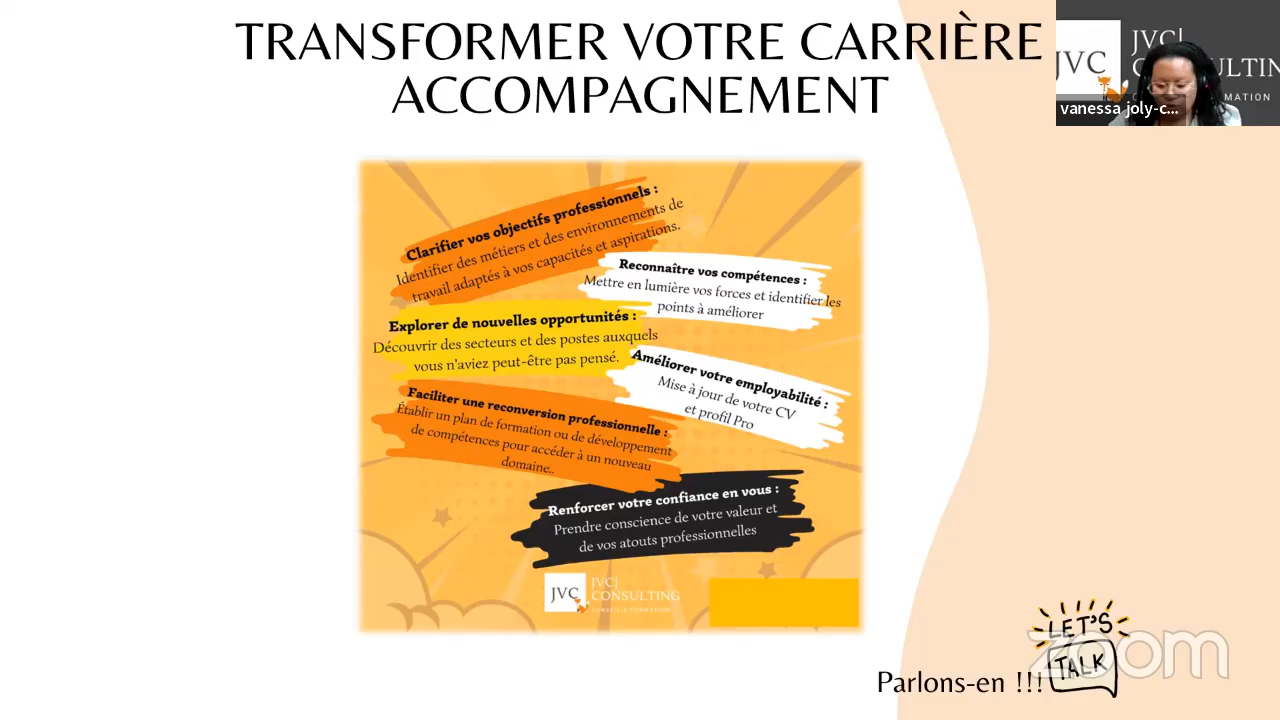 TRANSFORMER VOTRE CARRIÈRE
ACCOMPAGNEMENT
JVC
JVC|
vanessa joly-c...
Clarifier vos objectifs professionnels :
Identifier des métiers et des environnements de
travail adaptés à vos capacités et aspirations.
Reconnaître vos compétences :
Mettre en lumière vos forces et identifier les
points à améliorer
Explorer de nouvelles opportunités :
Découvrir des secteurs et des postes auxquels
vous n'aviez peut-être pas pensé.
Améliorer votre employabilité :
Mise à jour de votre CV
et profil Pro
Faciliter une reconversion professionnelle :
Établir un plan de formation ou de développement
de compétences pour accéder à un nouveau
domaine..
Renforcer votre confiance en vous :
Prendre conscience de votre valeur et
de vos atouts professionnelles
JVC
JVC|
CONSULTING
CONSEIL & FORMATION
LET'S
TALK
zoom
Parlons-en !!!